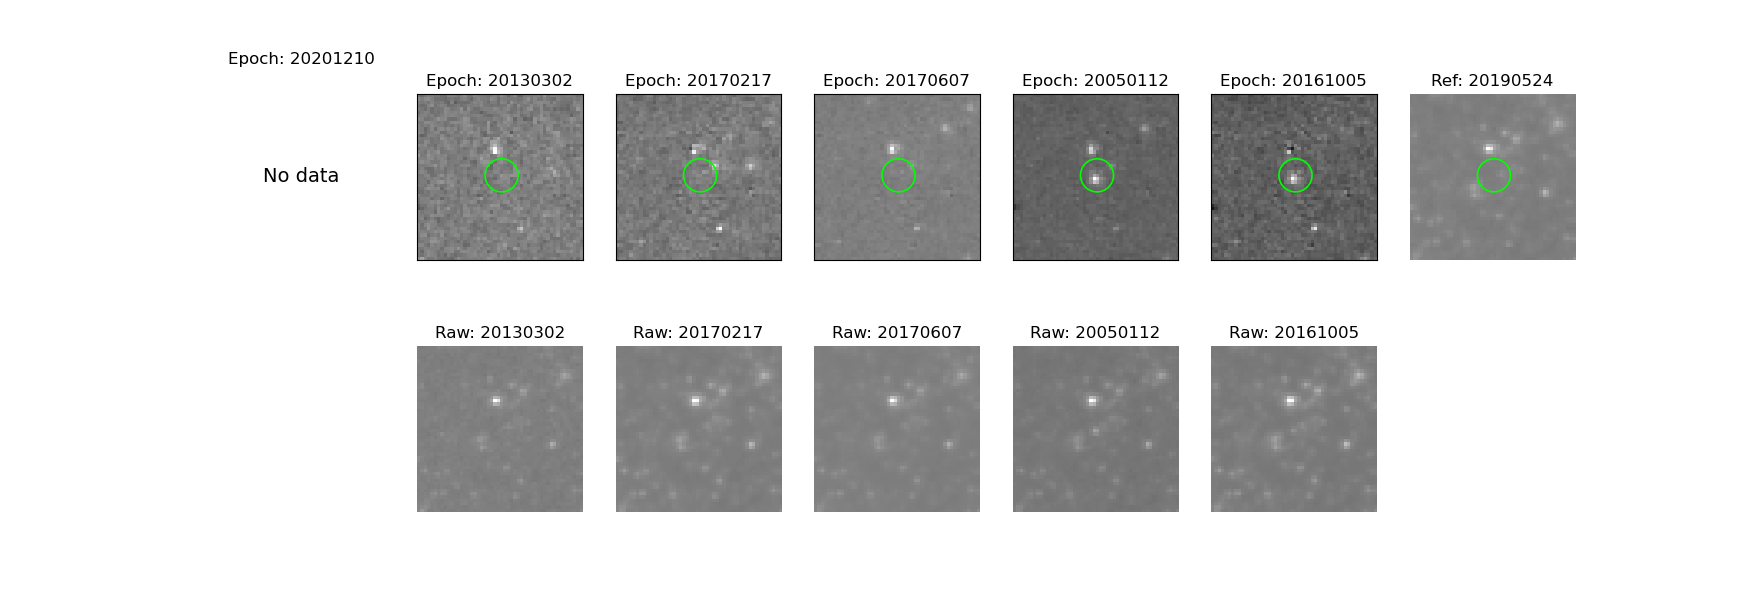 Epoch: 20201210
No data
Epoch: 20130302
Epoch: 20170217
Epoch: 20170607
Epoch: 20050112
Epoch: 20161005
Ref: 20190524
Raw: 20130302
Raw: 20170217
Raw: 20170607
Raw: 20050112
Raw: 20161005